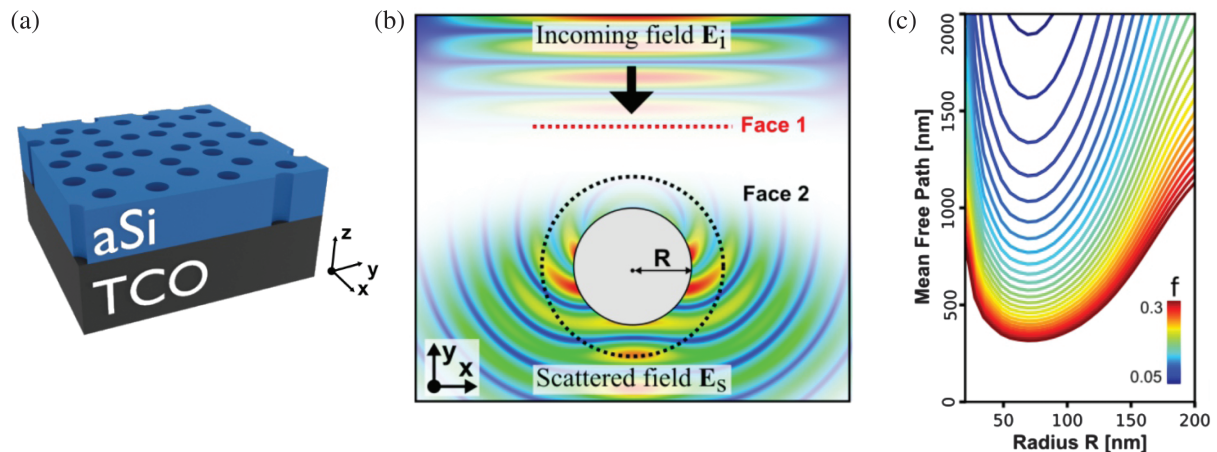 (a)
aSi
TCO
z
y
x
(b)
Incoming field Eᵢ
Face 1
Face 2
R
y
x
Scattered field Eₛ
(c)
Mean Free Path [nm]
2000
1500
1000
500
0
f
0.3
0.05
50
100
150
200
Radius R [nm]